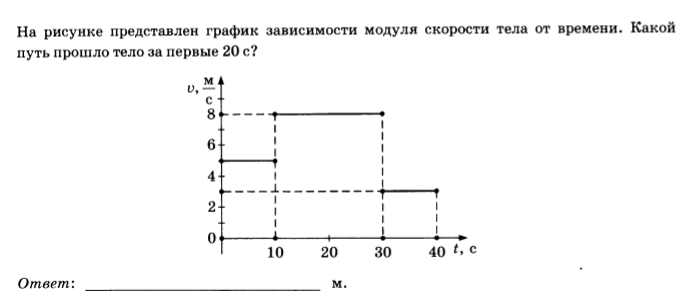 На рисунке представлен график зависимости модуля скорости тела от времени. Какой
путь прошло тело за первые 20 с?
υ, м/с
8
6
4
2
0
10 20 30 40 t, с
Ответ: ____________________ м.